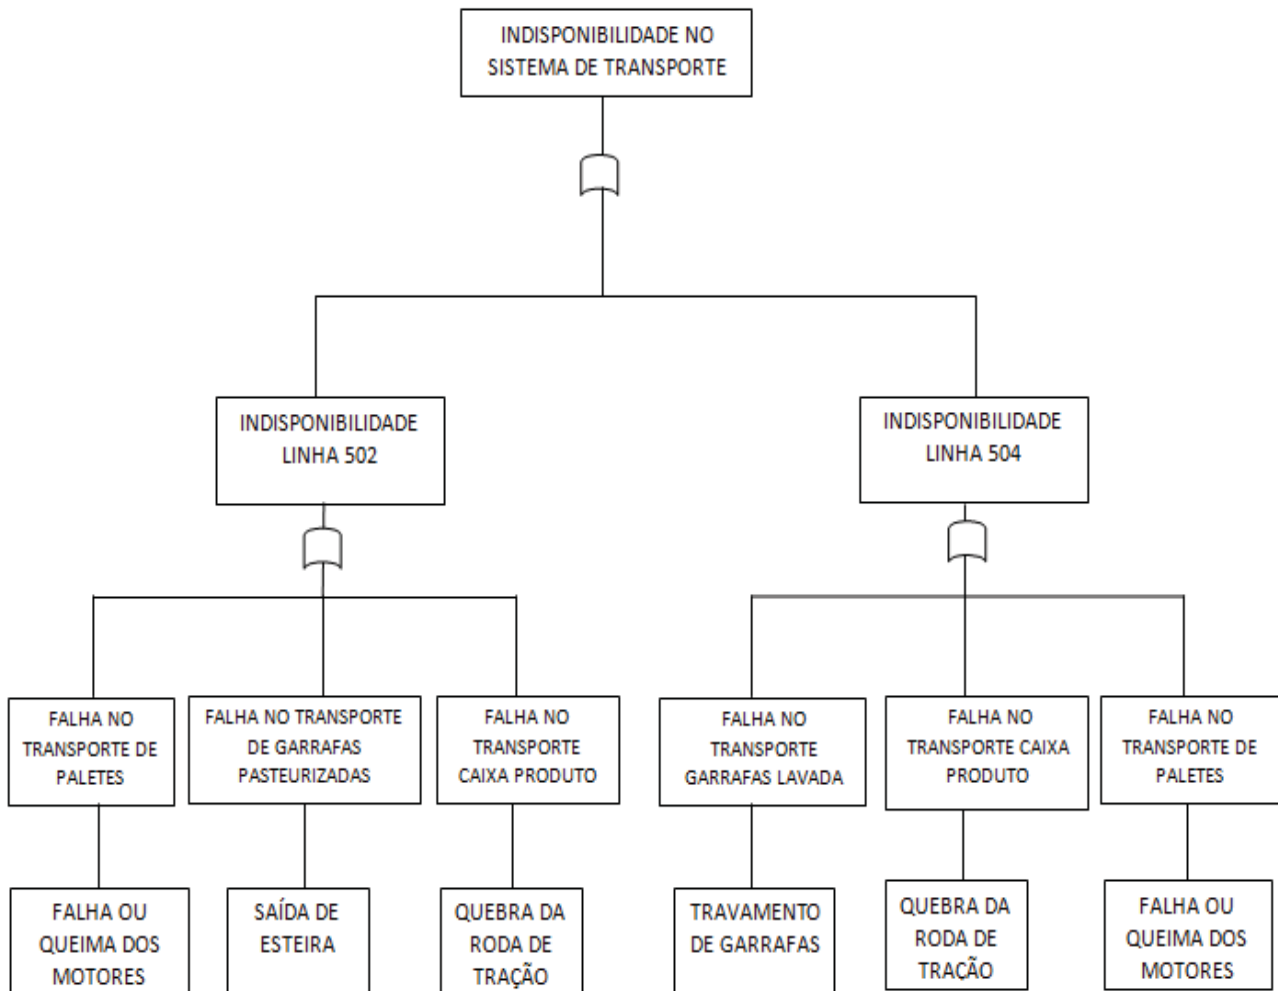 INDISPONIBILIDADE NO
SISTEMA DE TRANSPORTE
INDISPONIBILIDADE
LINHA 502
INDISPONIBILIDADE
LINHA 504
FALHA NO
TRANSPORTE DE
PALETES
FALHA NO TRANSPORTE
DE GARRAFAS
PASTEURIZADAS
FALHA NO
TRANSPORTE
CAIXA PRODUTO
FALHA NO
TRANSPORTE
GARRAFAS LAVADA
FALHA NO
TRANSPORTE CAIXA
PRODUTO
FALHA NO
TRANSPORTE DE
PALETES
FALHA OU
QUEIMA DOS
MOTORES
SAÍDA DE
ESTEIRA
QUEBRA DA
RODA DE
TRAÇÃO
TRAVAMENTO
DE GARRAFAS
QUEBRA DA
RODA DE
TRAÇÃO
FALHA OU
QUEIMA DOS
MOTORES